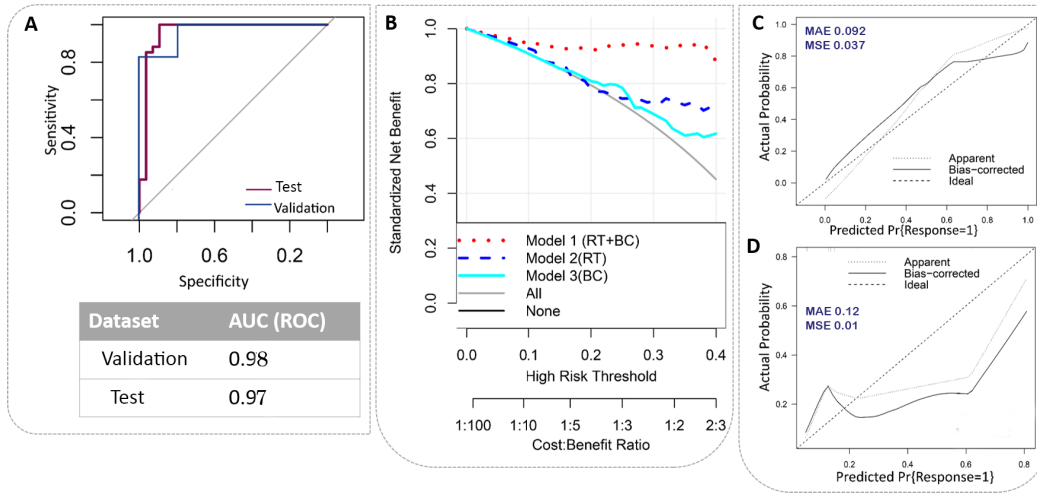 A
Sensitivity
0.8
0.4
0.0
Test
Validation
1.0 0.6 0.2
Specificity
Dataset AUC (ROC)
Validation 0.98
Test 0.97
B
Standardized Net Benefit
1.0
0.8
0.6
0.4
0.2
0.0
Model 1 (RT+BC)
Model 2(RT)
Model 3(BC)
All
None
0.0 0.1 0.2 0.3 0.4
High Risk Threshold
1:100 1:10 1:5 1:3 1:2 2:3
Cost:Benefit Ratio
C
MAE 0.092
MSE 0.037
Actual Probability
1.0
0.8
0.6
0.4
0.2
0.0
Apparent
Bias-corrected
Ideal
0.0 0.2 0.4 0.6 0.8 1.0
Predicted Pr{Response=1}
D
Apparent
Bias-corrected
Ideal
MAE 0.12
MSE 0.01
Actual Probability
0.8
0.6
0.4
0.2
0.2 0.4 0.6 0.8
Predicted Pr{Response=1}